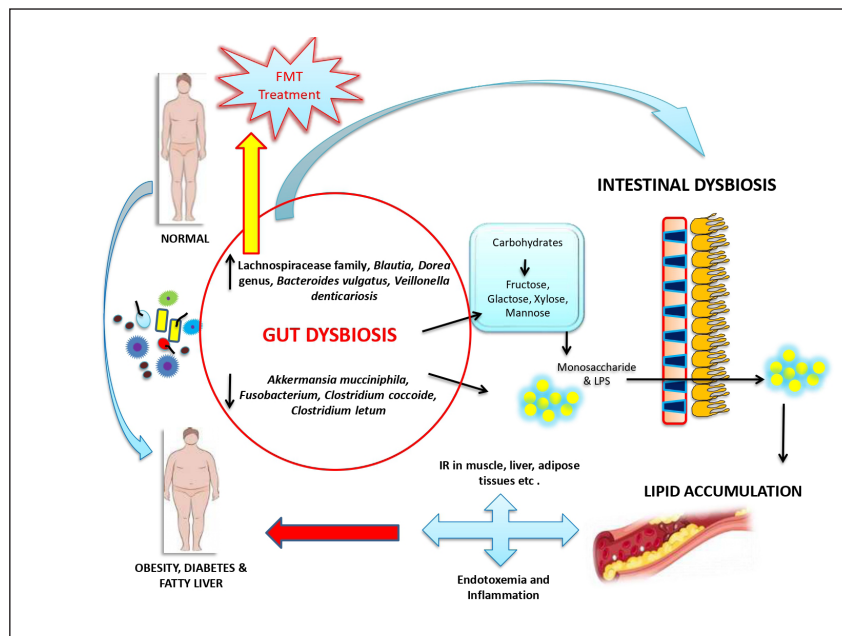 FMT
Treatment
NORMAL
INTESTINAL DYSBIOSIS
Lachnospiracease family, Blautia, Dorea
genus, Bacteroides vulgatus, Veillonella
denticariosis
GUT DYSBIOSIS
Akkermansia mucciniphila,
Fusobacterium, Clostridium coccoide,
Clostridium letum
Carbohydrates
Fructose,
Glactose, Xylose,
Mannose
Monosaccharide
& LPS
LIPID ACCUMULATION
IR in muscle, liver, adipose
tissues etc .
Endotoxemia and
Inflammation
OBESITY, DIABETES &
FATTY LIVER